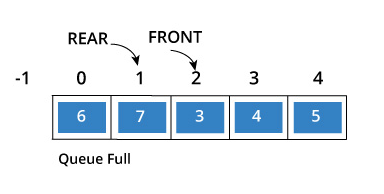 REAR FRONT
-1 0 1 2 3 4
6 7 3 4 5
Queue Full